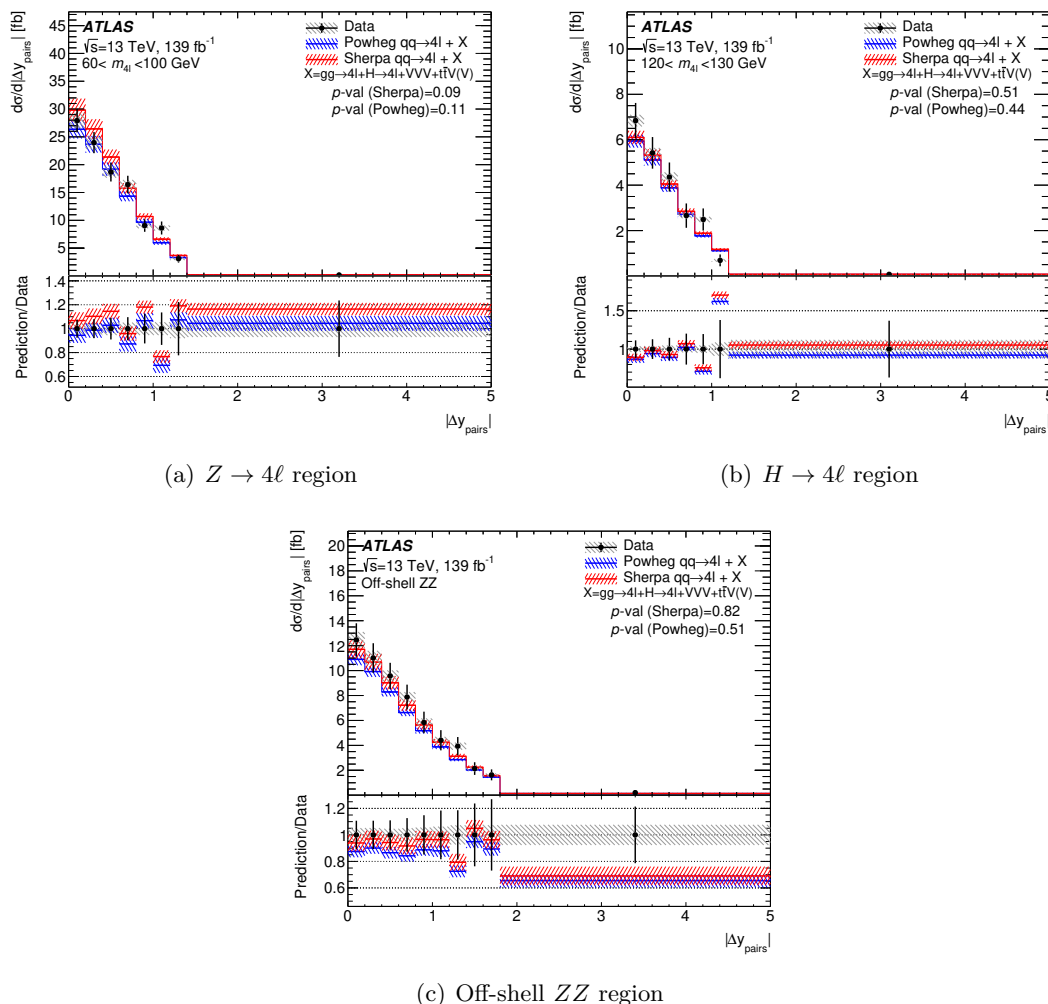 ATLAS
√s=13 TeV, 139 fb⁻¹
60< m₄ₗ <100 GeV
Data
Powheg qq→4l + X
Sherpa qq→4l + X
X=gg→4l+H→4l+VVV+tt̄V(V)
p-val (Sherpa)=0.09
p-val (Powheg)=0.11
dσ/d|Δy_pairs| [fb]
45
40
35
30
25
20
15
10
5
Prediction/Data
1.4
1.2
1
0.8
0.6
0 1 2 3 4 5
|Δy_pairs|
(a) Z → 4ℓ region
ATLAS
√s=13 TeV, 139 fb⁻¹
120< m₄ₗ <130 GeV
Data
Powheg qq→4l + X
Sherpa qq→4l + X
X=gg→4l+H→4l+VVV+tt̄V(V)
p-val (Sherpa)=0.51
p-val (Powheg)=0.44
dσ/d|Δy_pairs| [fb]
10
8
6
4
2
Prediction/Data
1.5
1
0 1 2 3 4 5
|Δy_pairs|
(b) H → 4ℓ region
ATLAS
√s=13 TeV, 139 fb⁻¹
Off-shell ZZ
Data
Powheg qq→4l + X
Sherpa qq→4l + X
X=gg→4l+H→4l+VVV+tt̄V(V)
p-val (Sherpa)=0.82
p-val (Powheg)=0.51
dσ/d|Δy_pairs| [fb]
20
18
16
14
12
10
8
6
4
2
Prediction/Data
1.2
1
0.8
0.6
0 1 2 3 4 5
|Δy_pairs|
(c) Off-shell ZZ region